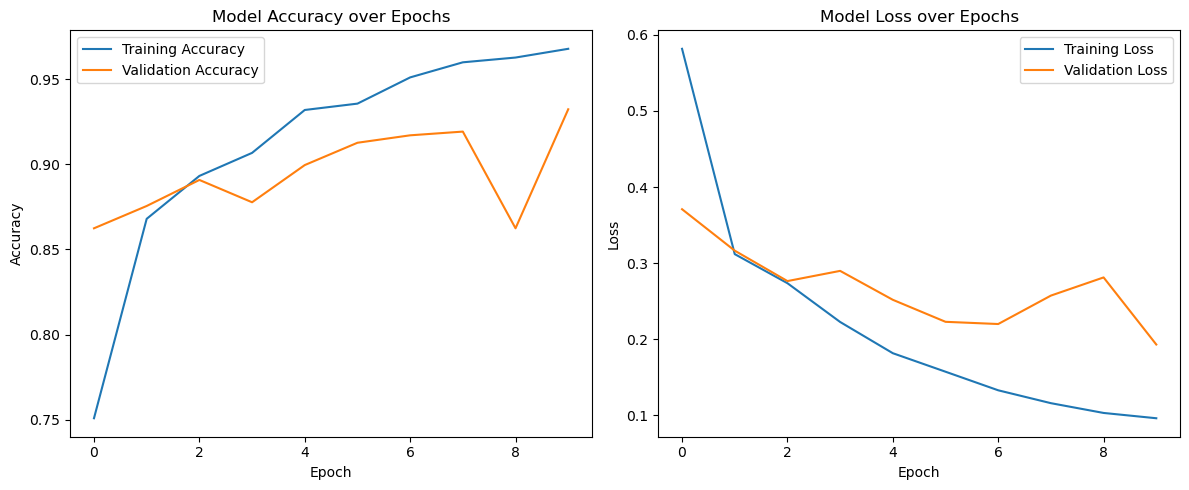 Model Accuracy over Epochs
Training Accuracy
Validation Accuracy
0.95
0.90
0.85
0.80
0.75
Accuracy
0 2 4 6 8
Epoch
Model Loss over Epochs
Training Loss
Validation Loss
0.6
0.5
0.4
0.3
0.2
0.1
Loss
0 2 4 6 8
Epoch